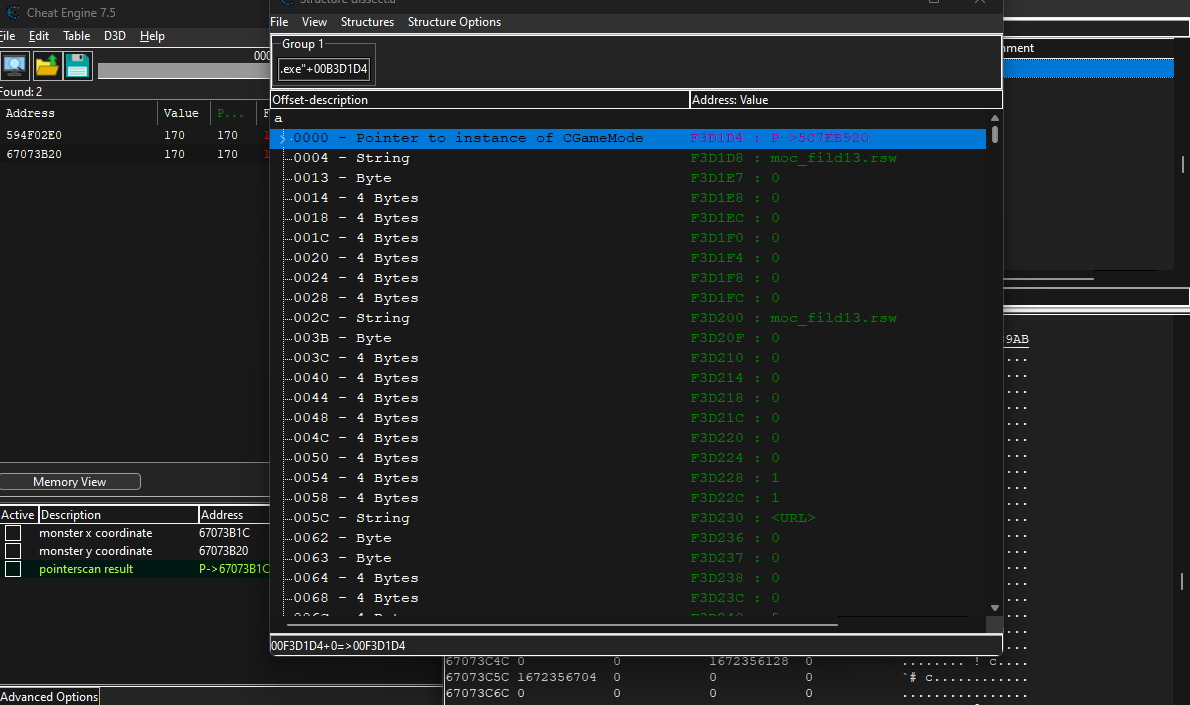 Cheat Engine 7.5
File Edit Table D3D Help
Found: 2
Address Value P...
594F02E0 170 170
67073B20 170 170
Memory View
Active Description Address
monster x coordinate 67073B1C
monster y coordinate 67073B20
pointerscan result P->67073B1C
Advanced Options
File View Structures Structure Options
Group 1
.exe"+00B3D1D4
Offset-description Address: Value
a
0000 - Pointer to instance of CGameMode F3D1D4 : P->5C7EB920
0004 - String F3D1D8 : moc_fild13.rsw
0013 - Byte F3D1E7 : 0
0014 - 4 Bytes F3D1E8 : 0
0018 - 4 Bytes F3D1EC : 0
001C - 4 Bytes F3D1F0 : 0
0020 - 4 Bytes F3D1F4 : 0
0024 - 4 Bytes F3D1F8 : 0
0028 - 4 Bytes F3D1FC : 0
002C - String F3D200 : moc_fild13.rsw
003B - Byte F3D20F : 0
003C - 4 Bytes F3D210 : 0
0040 - 4 Bytes F3D214 : 0
0044 - 4 Bytes F3D218 : 0
0048 - 4 Bytes F3D21C : 0
004C - 4 Bytes F3D220 : 0
0050 - 4 Bytes F3D224 : 0
0054 - 4 Bytes F3D228 : 1
0058 - 4 Bytes F3D22C : 1
005C - String F3D230 : <URL>
0062 - Byte F3D236 : 0
0063 - Byte F3D237 : 0
0064 - 4 Bytes F3D238 : 0
0068 - 4 Bytes F3D23C : 0
00F3D1D4+0=>00F3D1D4
ment
9AB
67073C4C 0 0 1672356128 0 ........ ! c....
67073C5C 1672356704 0 0 0 `# c............
67073C6C 0 0 0 0 ................